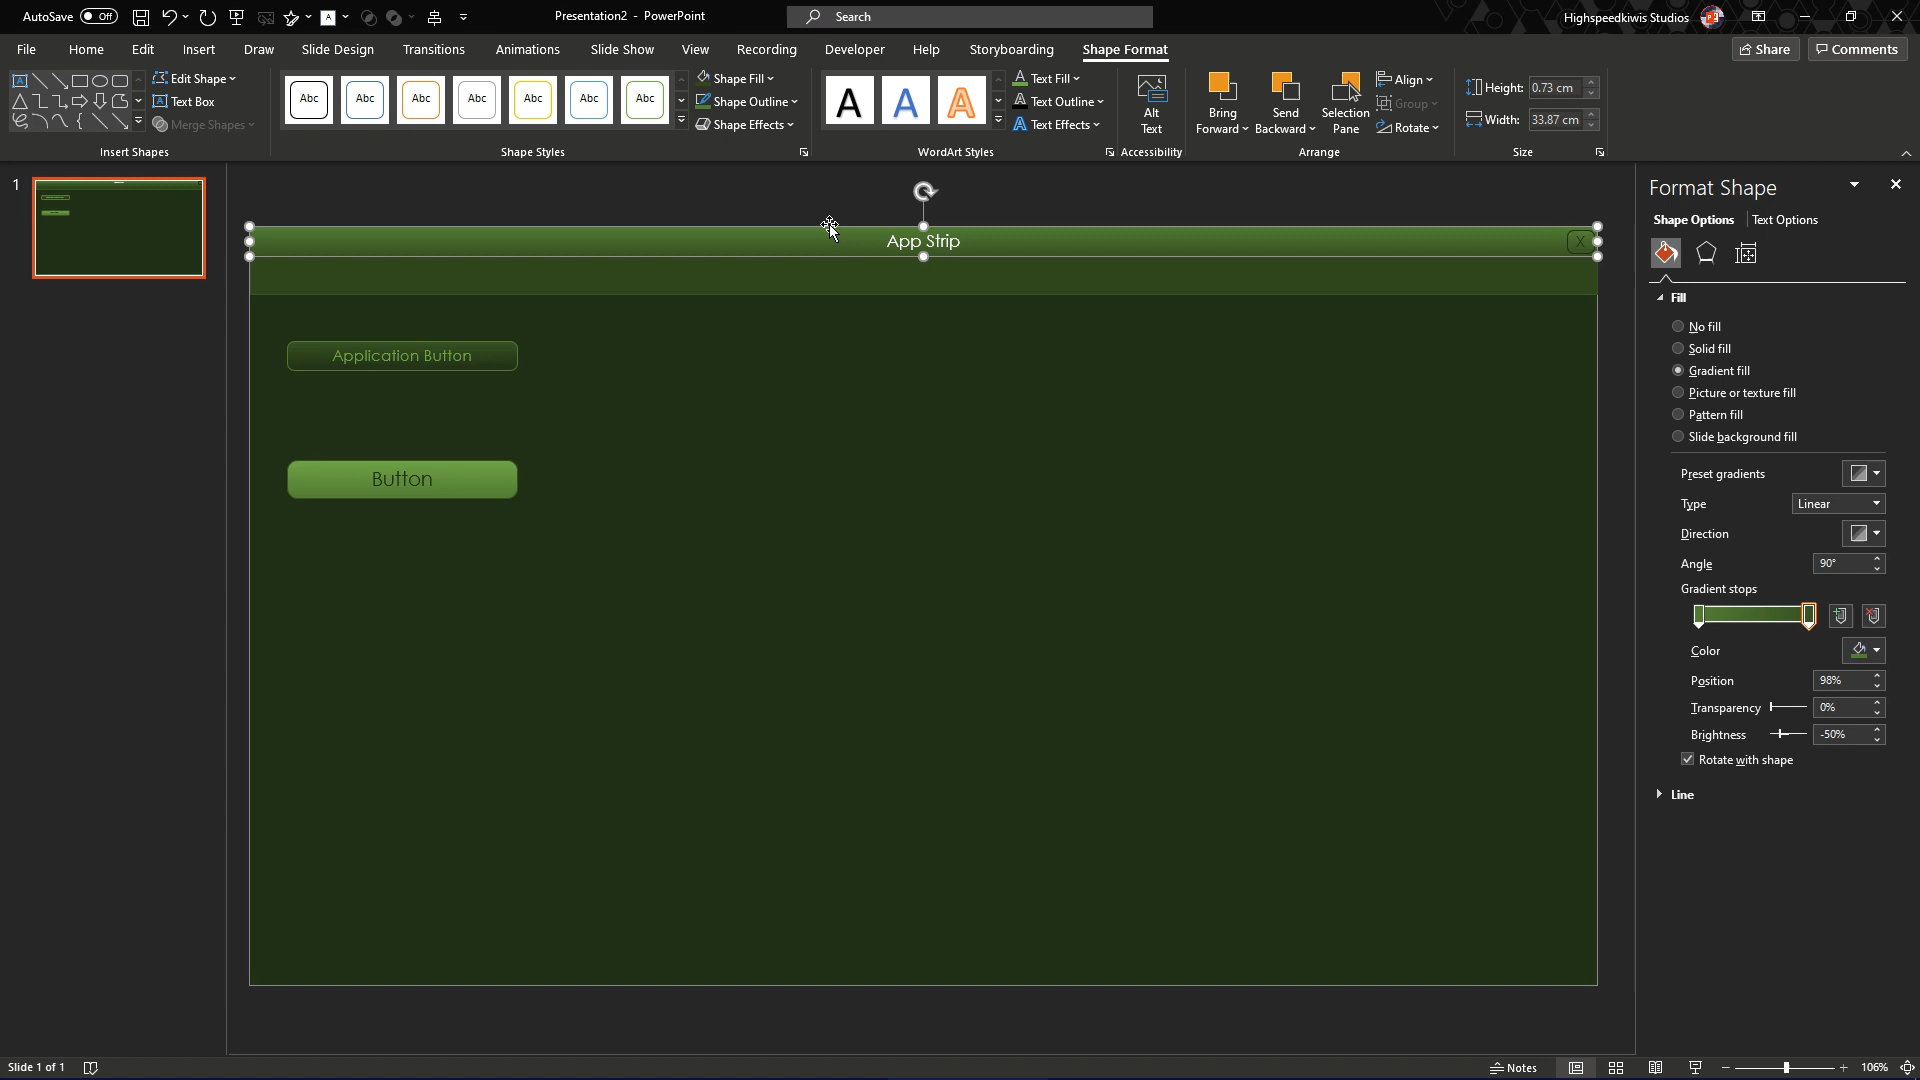 AutoSave Off Presentation2 - PowerPoint Search Highspeedkiwis Studios
File Home Edit Insert Draw Slide Design Transitions Animations Slide Show View Recording Developer Help Storyboarding Shape Format Share Comments
Edit Shape
Text Box
Merge Shapes
Insert Shapes
Abc Abc Abc Abc Abc Abc Abc
Shape Fill
Shape Outline
Shape Effects
Shape Styles
A A A
Text Fill
Text Outline
Text Effects
WordArt Styles
Alt
Text
Accessibility
Bring
Forward
Send
Backward
Selection
Pane
Align
Group
Rotate
Arrange
Height: 0.73 cm
Width: 33.87 cm
Size
1
App Strip X
Application Button
Button
Format Shape
Shape Options Text Options
Fill
No fill
Solid fill
Gradient fill
Picture or texture fill
Pattern fill
Slide background fill
Preset gradients
Type Linear
Direction
Angle 90°
Gradient stops
Color
Position 98%
Transparency 0%
Brightness -50%
Rotate with shape
Line
Slide 1 of 1 Notes 106%